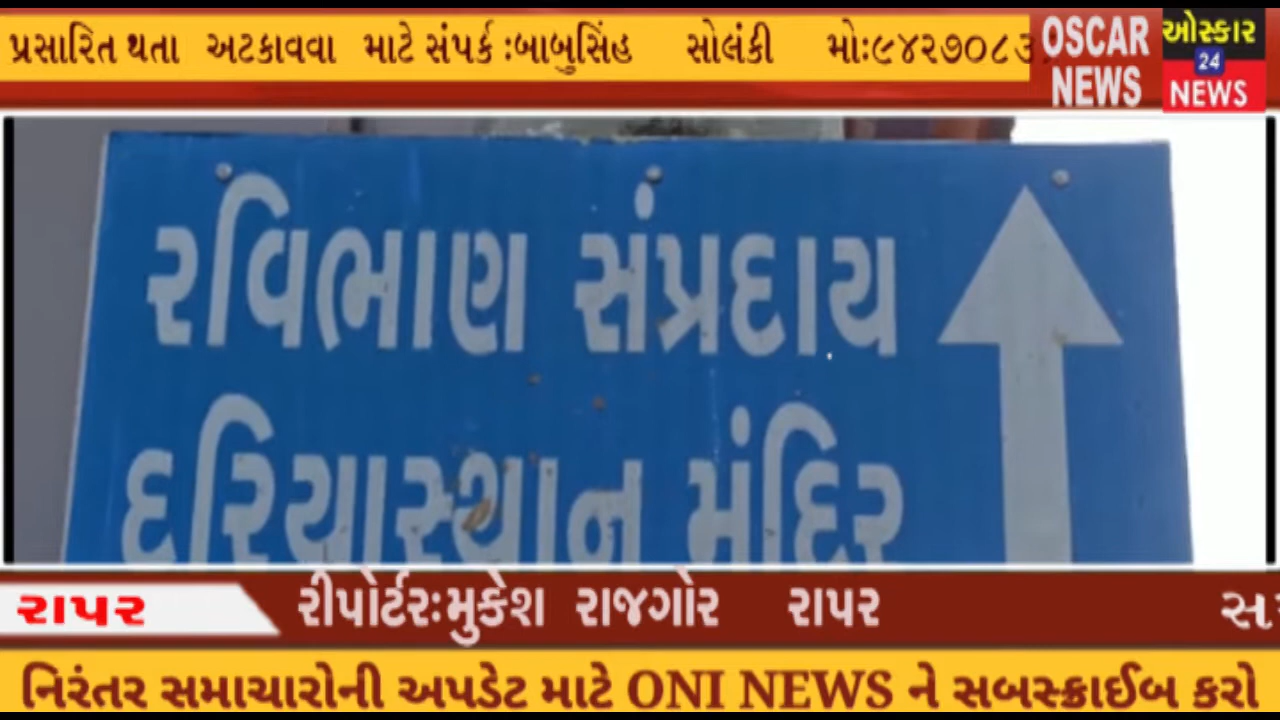 પ્રસારિત થતા અટકાવવા માટે સંપર્ક :બાબુસિંહ સોલંકી મો:૯૪૨૭૦૮૩
OSCAR NEWS
ઓસ્કાર
24
NEWS
રવિભાણ સંપ્રદાય
દરિયાસ્થાન મંદિર
રાપર
રીપોર્ટર:મુકેશ રાજગોર રાપર
નિરંતર સમાચારોની અપડેટ માટે ONI NEWS ને સબસ્ક્રાઈબ કરો